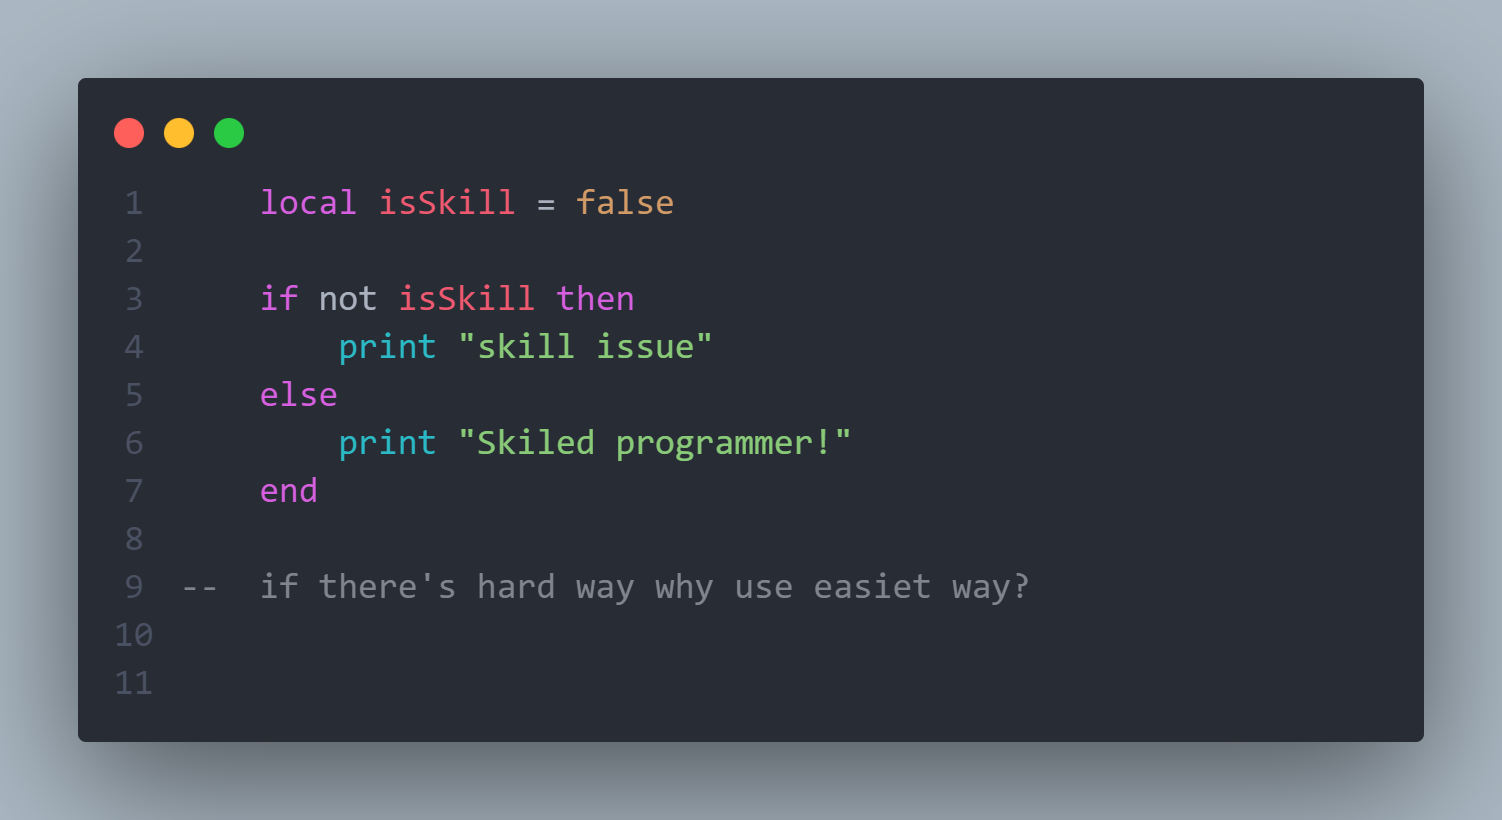 1 local isSkill = false
2
3 if not isSkill then
4 print "skill issue"
5 else
6 print "Skiled programmer!"
7 end
8
9 -- if there's hard way why use easiet way?
10
11